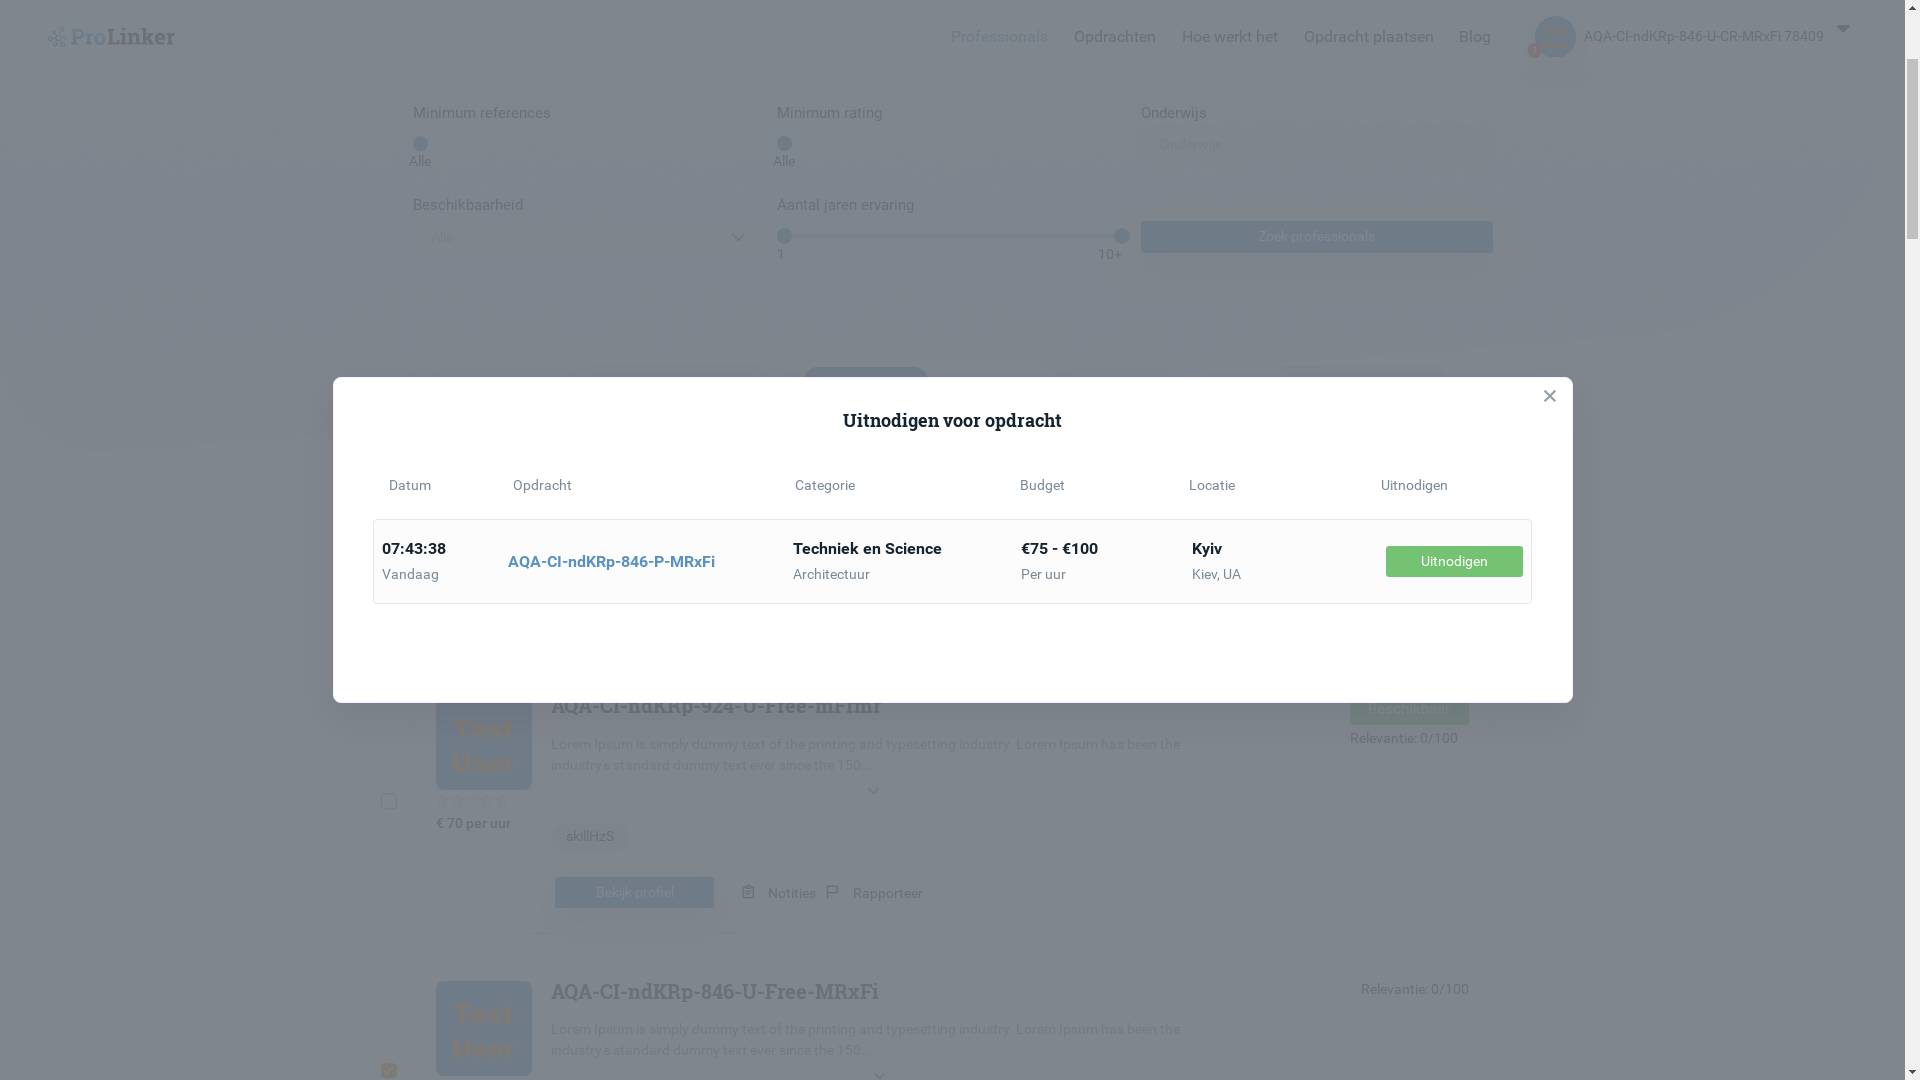 ProLinker
Professionals
Opdrachten
Hoe werkt het
Opdracht plaatsen
Blog
1
AQA-CI-ndKRp-846-U-CR-MRxFi 78409
Minimum references
Minimum rating
Onderwijs
Onderwijs
Alle
Alle
Beschikbaarheid
Aantal jaren ervaring
Alle
Zoek professionals
1
10+
Uitnodigen voor opdracht
Datum
Opdracht
Categorie
Budget
Locatie
Uitnodigen
07:43:38
Vandaag
AQA-CI-ndKRp-846-P-MRxFi
Techniek en Science
Architectuur
€75 - €100
Per uur
Kyiv
Kiev, UA
Uitnodigen
AQA-CI-ndKRp-924-U-Free-mFrmr
Beschikbaar
Test
User
Lorem Ipsum is simply dummy text of the printing and typesetting industry. Lorem Ipsum has been the
industry's standard dummy text ever since the 150...
Relevantie: 0/100
€ 70 per uur
skillHzS
Bekijk profiel
Notities
Rapporteer
AQA-CI-ndKRp-846-U-Free-MRxFi
Relevantie: 0/100
Test
User
Lorem Ipsum is simply dummy text of the printing and typesetting industry. Lorem Ipsum has been the
industry's standard dummy text ever since the 150...